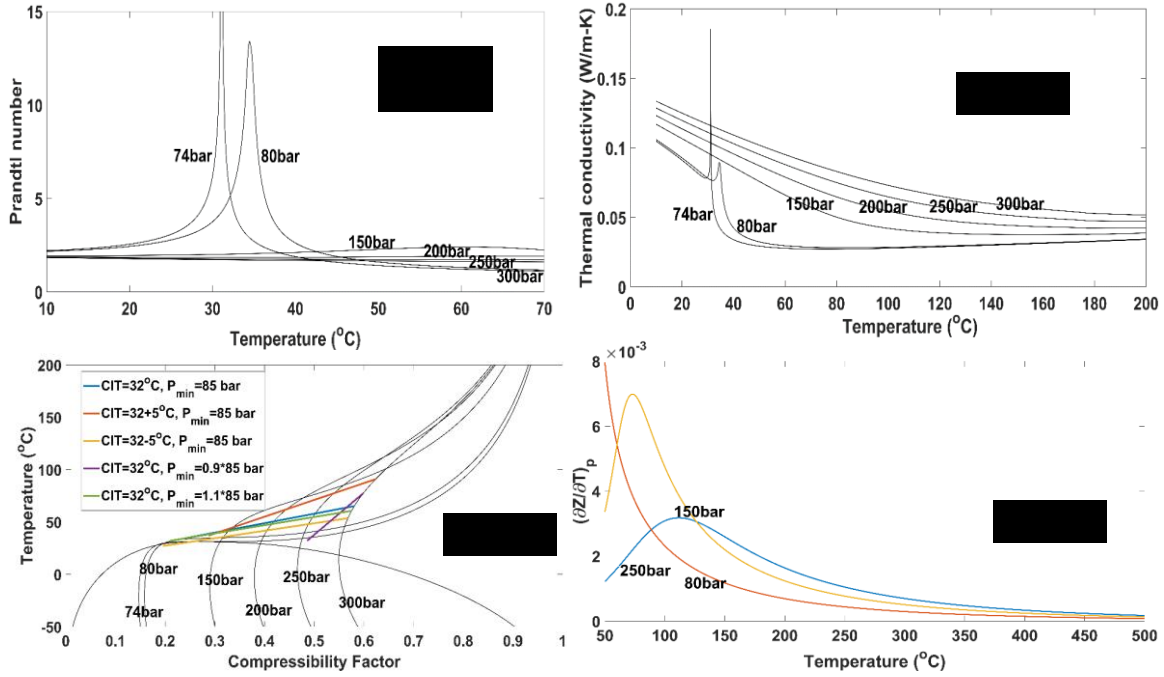 15
10
5
0
Prandtl number
74bar
80bar
150bar
200bar
250bar
300bar
10
20
30
40
50
60
70
Temperature (°C)
0.2
0.15
0.1
0.05
0
Thermal conductivity (W/m-K)
74bar
80bar
150bar
200bar
250bar
300bar
0
20
40
60
80
100
120
140
160
180
200
Temperature (°C)
200
150
100
50
0
-50
Temperature (°C)
CIT=32°C, Pmin=85 bar
CIT=32+5°C, Pmin=85 bar
CIT=32-5°C, Pmin=85 bar
CIT=32°C, Pmin=0.9*85 bar
CIT=32°C, Pmin=1.1*85 bar
80bar
74bar
150bar
200bar
250bar
300bar
0
0.1
0.2
0.3
0.4
0.5
0.6
0.7
0.8
0.9
1
Compressibility Factor
×10⁻³
8
6
4
2
0
(∂Z/∂T)p
150bar
250bar
80bar
50
100
150
200
250
300
350
400
450
500
Temperature (°C)